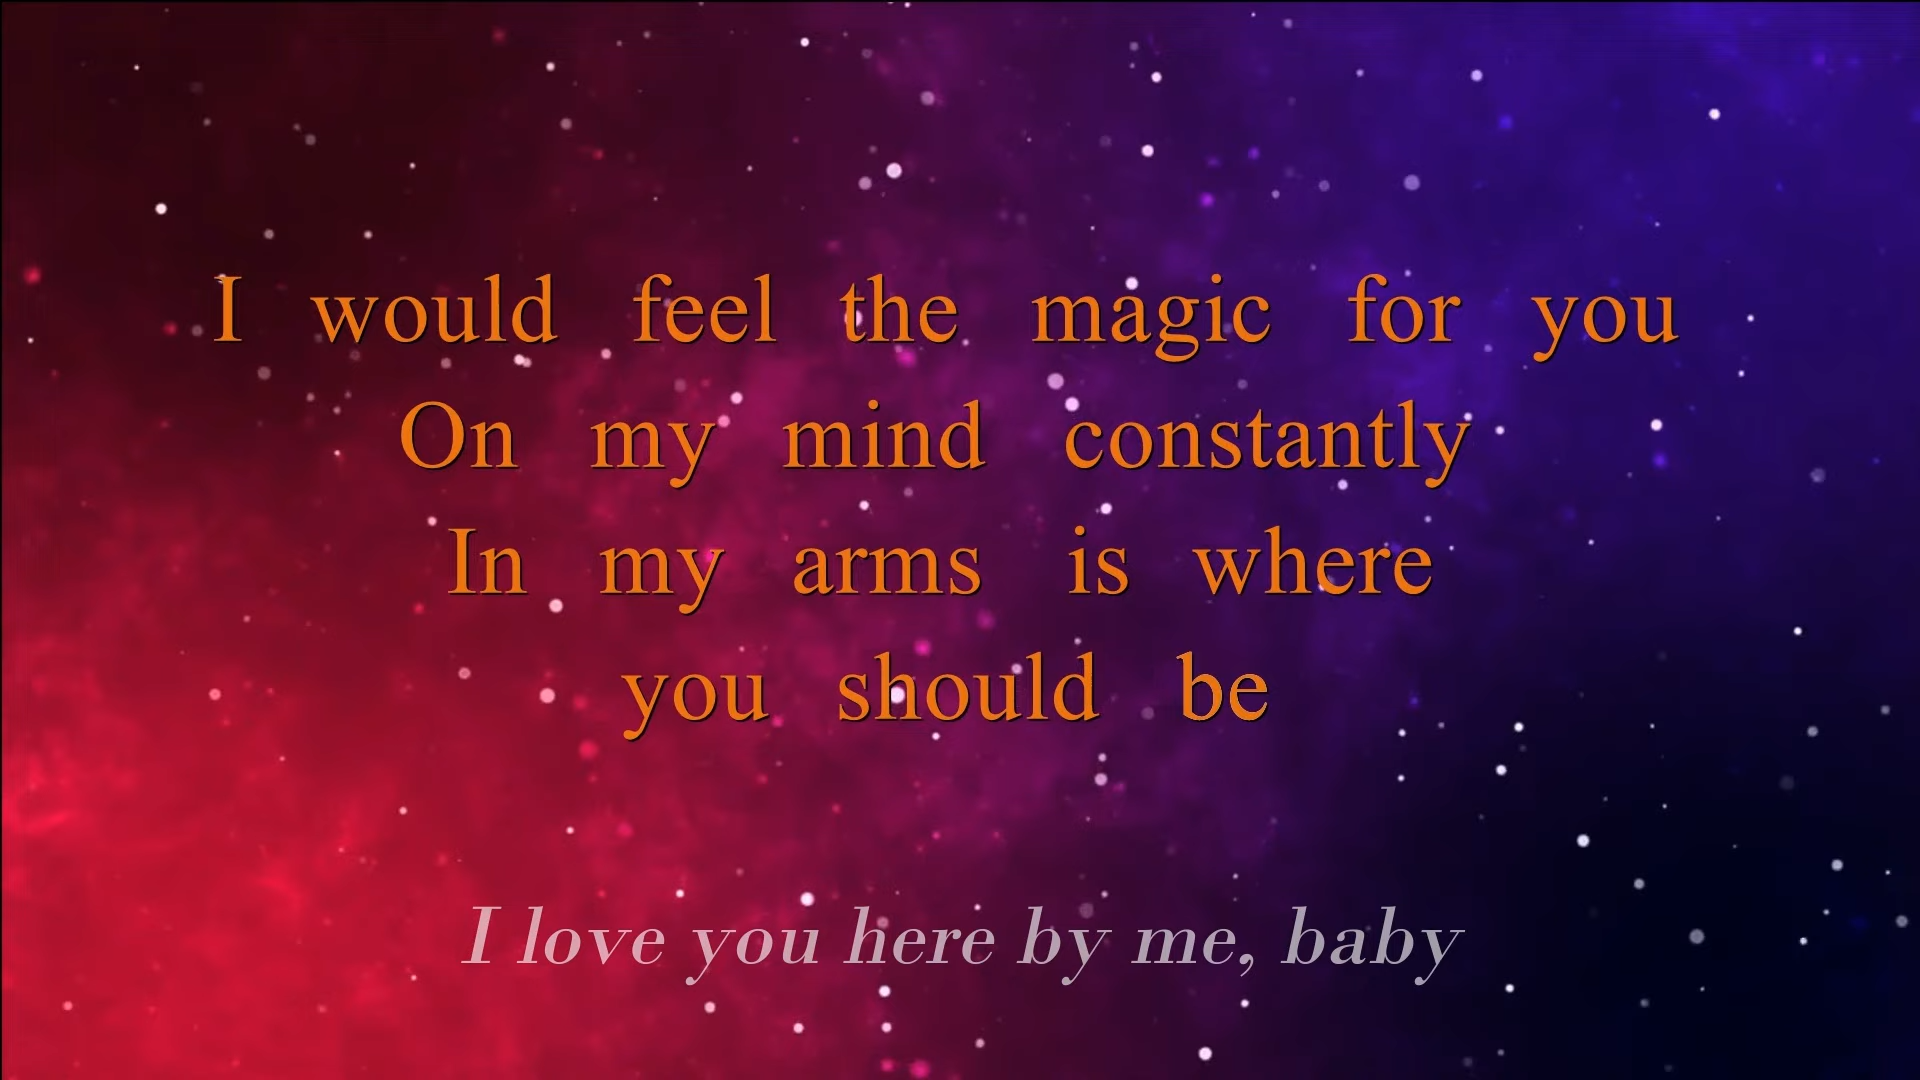 I would feel the magic for you
On my mind constantly
In my arms is where
you should be
I love you here by me, baby